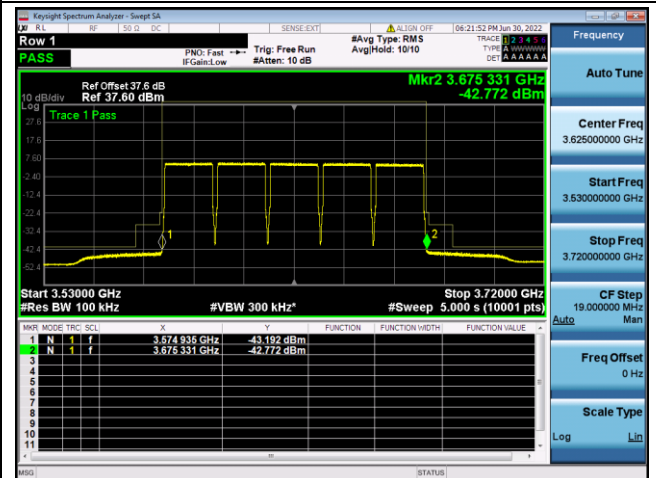 Keysight Spectrum Analyzer - Swept SA
RL RF 50 Ω DC SENSE:EXT ALIGN OFF 06:21:52 PM Jun 30, 2022
Row 1
PASS
PNO: Fast
IFGain:Low
Trig: Free Run
#Atten: 10 dB
#Avg Type: RMS
Avg|Hold: 10/10
TRACE 1 2 3 4 5 6
TYPE A WWWWW
DET A A A A A A
Ref Offset 37.6 dB
10 dB/div Ref 37.60 dBm
Mkr2 3.675 331 GHz
-42.772 dBm
Log
Trace 1 Pass
27.6
17.6
7.60
-2.40
-12.4
-22.4
-32.4
-42.4
-52.4
1
2
Start 3.53000 GHz Stop 3.72000 GHz
#Res BW 100 kHz #VBW 300 kHz* #Sweep 5.000 s (10001 pts)
MKR MODE TRC SCL X Y FUNCTION FUNCTION WIDTH FUNCTION VALUE
1 N 1 f 3.574 935 GHz -43.192 dBm
2 N 1 f 3.675 331 GHz -42.772 dBm
3
4
5
6
7
8
9
10
11
MSG STATUS
Frequency
Auto Tune
Center Freq
3.625000000 GHz
Start Freq
3.530000000 GHz
Stop Freq
3.720000000 GHz
CF Step
19.000000 MHz
Auto Man
Freq Offset
0 Hz
Scale Type
Log Lin